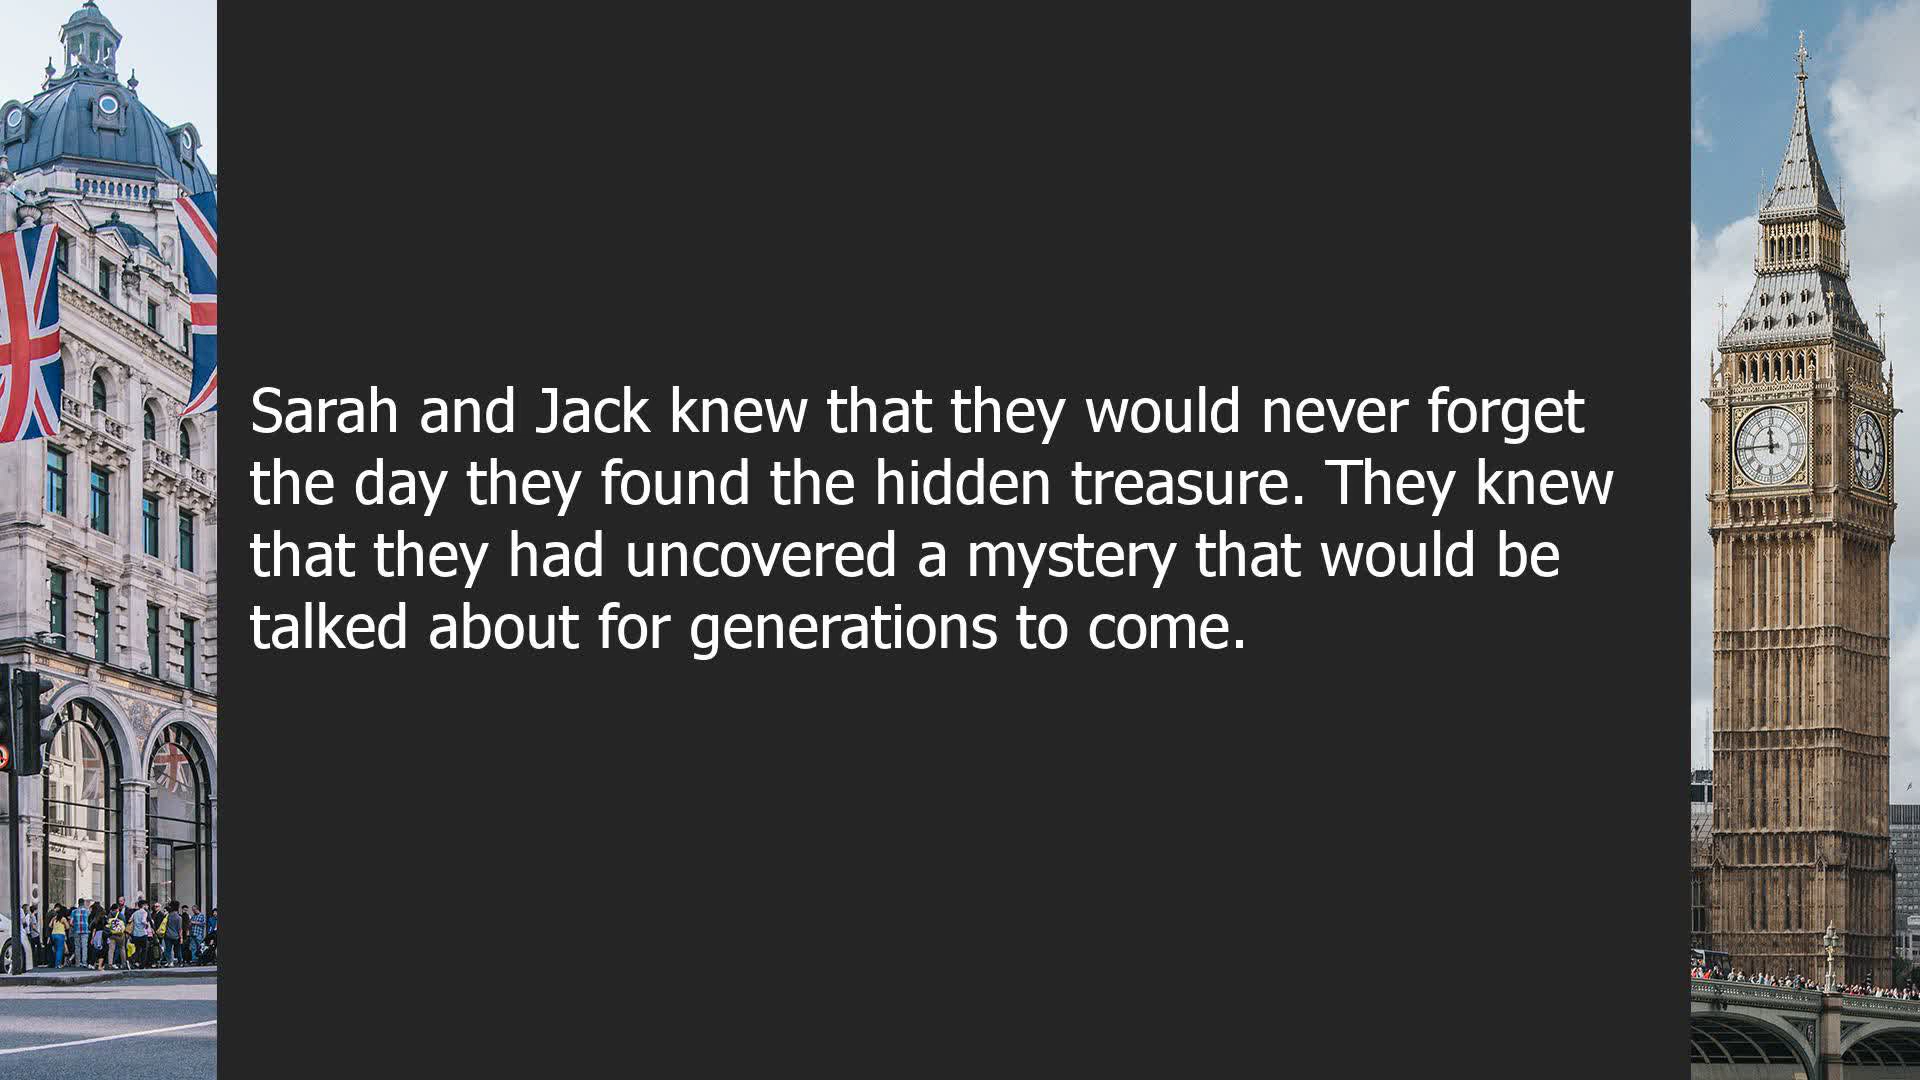 Sarah and Jack knew that they would never forget
the day they found the hidden treasure. They knew
that they had uncovered a mystery that would be
talked about for generations to come.